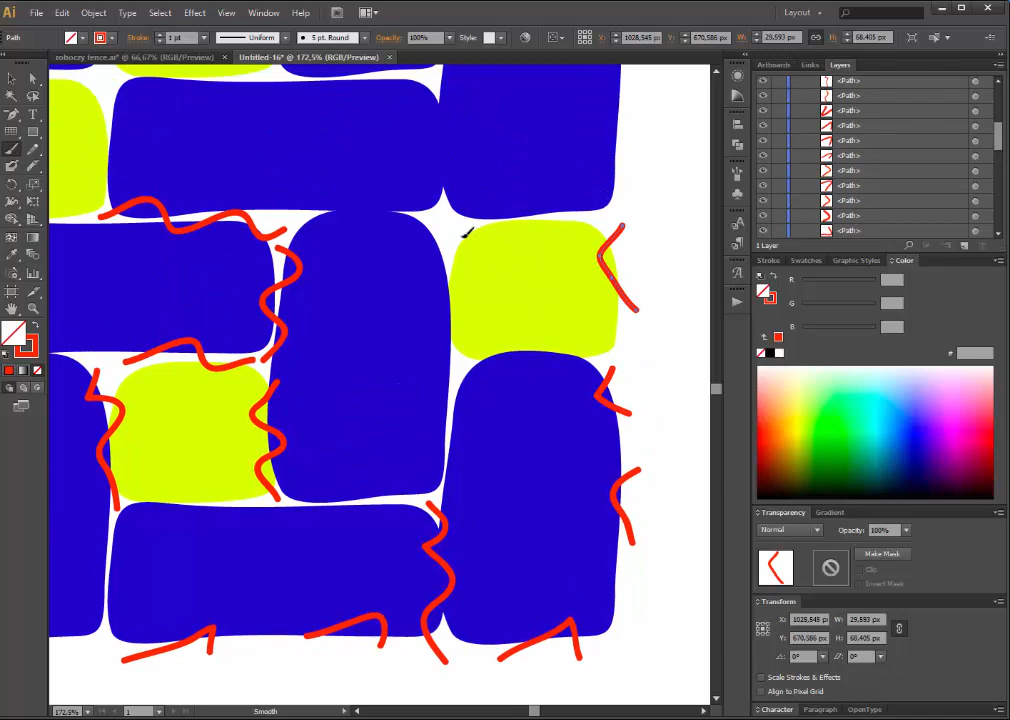 Ai File Edit Object Type Select Effect View Window Help Br Layout
Path Stroke: 1 pt Uniform 5 pt. Round Opacity: 100% Style: X: 1028,545 px Y: 670,586 px W: 29,593 px H: 68,405 px
roboczy fence.ai* @ 66,67% (RGB/Preview) × Untitled-16* @ 172,5% (RGB/Preview) ×
Artboards Links Layers
<Path>
<Path>
<Path>
<Path>
<Path>
<Path>
<Path>
<Path>
<Path>
<Path>
<Path>
1 Layer
Stroke Swatches Graphic Styles Color
R
G
B
#
Transparency Gradient
Normal Opacity: 100%
Make Mask
Clip
Invert Mask
Transform
X: 1028,545 px W: 29,593 px
Y: 670,586 px H: 68,405 px
0° 0°
Scale Strokes & Effects
Align to Pixel Grid
Character Paragraph OpenType
172,5% 1 Smooth